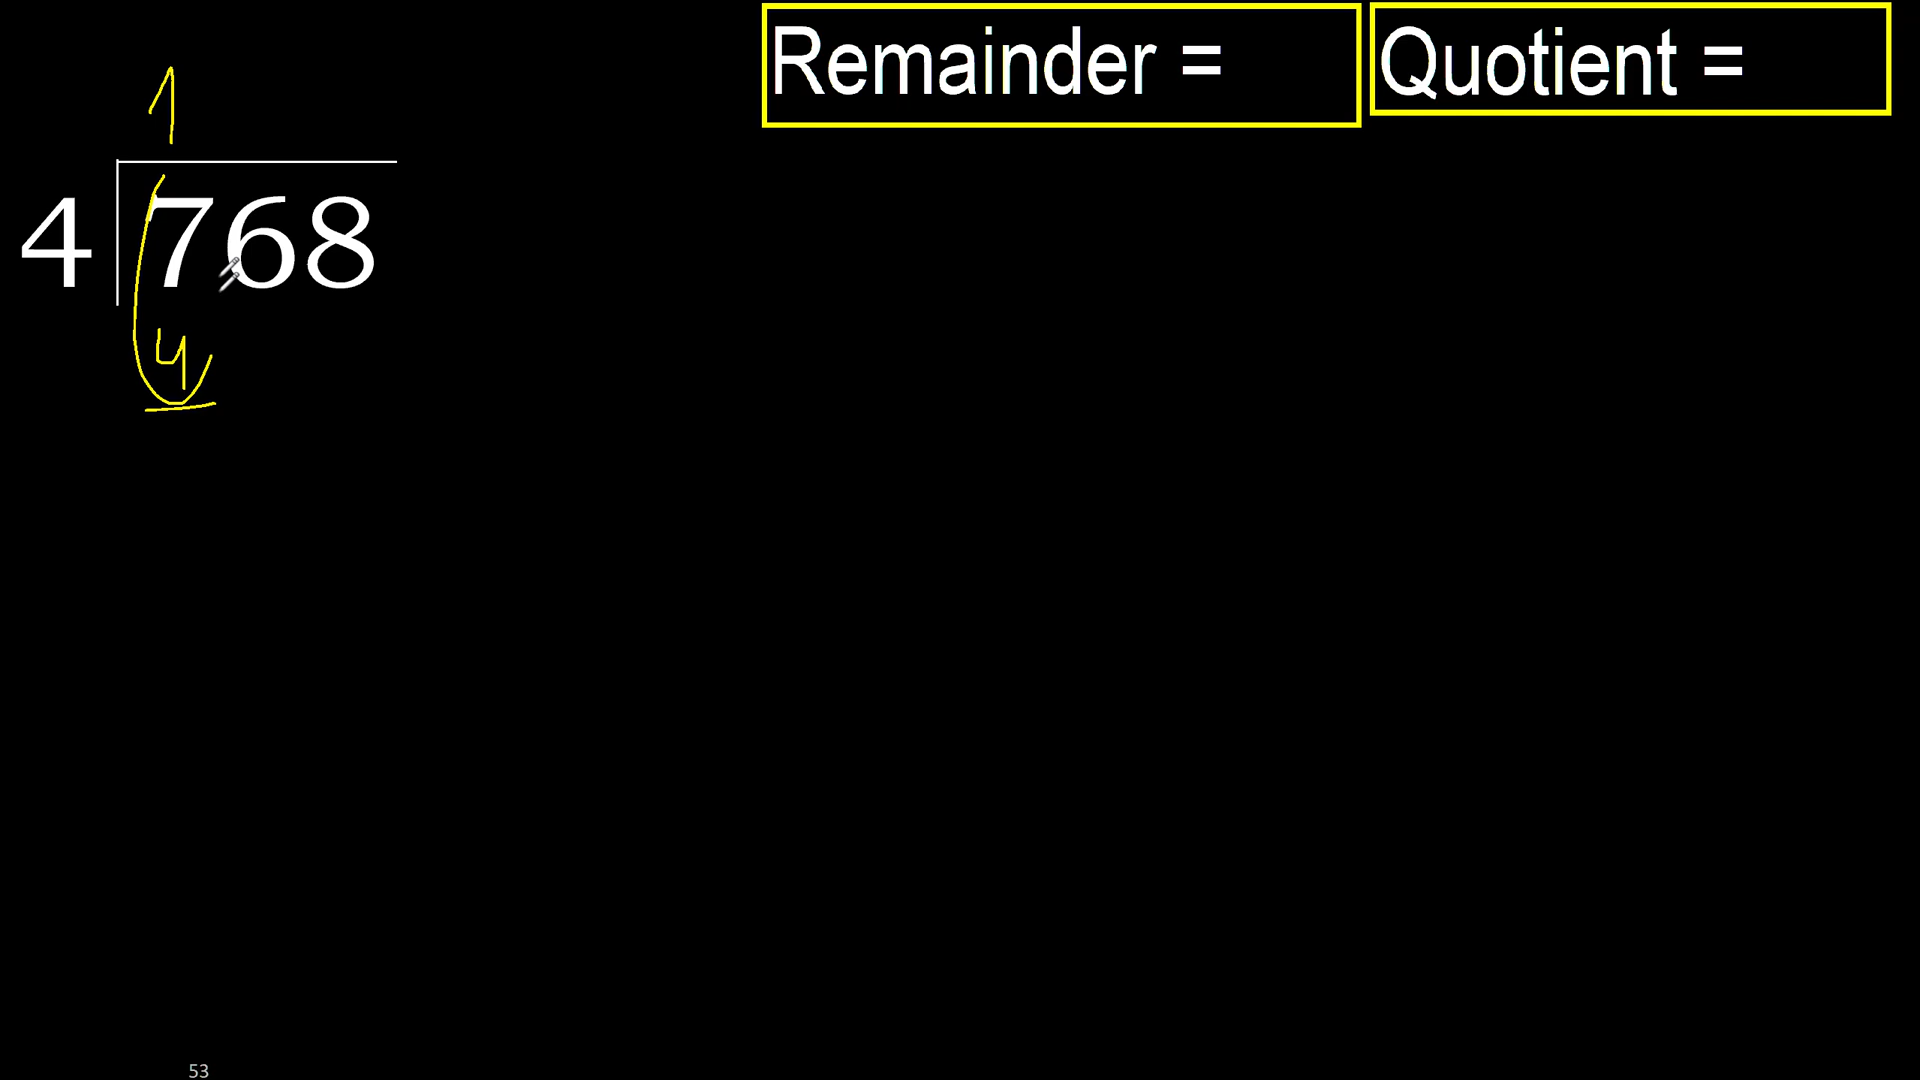 Remainder =
Quotient =
1
4 768
4
53